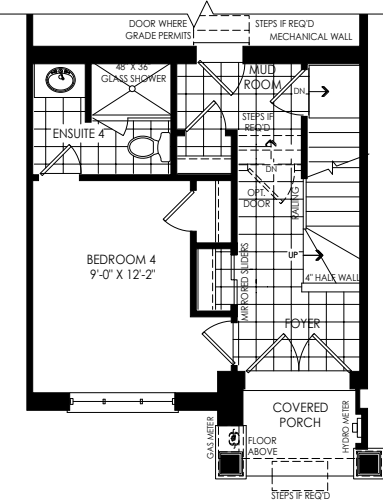 DOOR WHERE
GRADE PERMITS
STEPS IF REQ'D
MECHANICAL WALL
48" X 36"
GLASS SHOWER
MUD
ROOM
DN
ENSUITE 4
STEPS IF
REQ'D
DN
OPT.
DOOR
RAILING
BEDROOM 4
9'-0" X 12'-2"
UP
4" HALF WALL
MIRRORED SLIDERS
FOYER
COVERED
PORCH
GAS METER
FLOOR
ABOVE
HYDRO METER
STEPS IF REQ'D